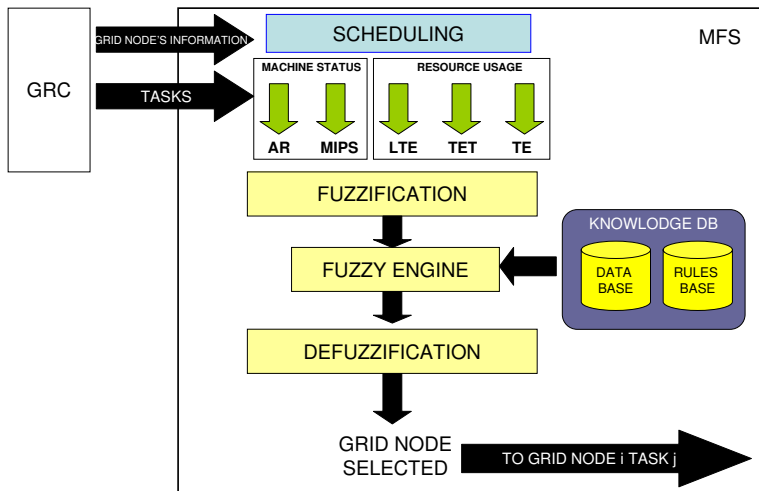 GRC
GRID NODE'S INFORMATION
TASKS
SCHEDULING
MFS
MACHINE STATUS
RESOURCE USAGE
AR
MIPS
LTE
TET
TE
FUZZIFICATION
KNOWLODGE DB
FUZZY ENGINE
DATA
BASE
RULES
BASE
DEFUZZIFICATION
GRID NODE
SELECTED
TO GRID NODE i TASK j